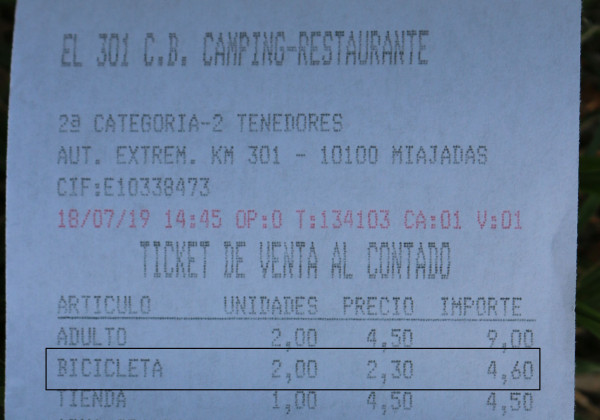 EL 301 C.B. CAMPING-RESTAURANTE
2ª CATEGORIA-2 TENEDORES
AUT. EXTREM. KM 301 - 10100 MIAJADAS
CIF:E10338473
18/07/19 14:45 OP:0 T:134103 CA:01 V:01
TICKET DE VENTA AL CONTADO
ARTICULO UNIDADES PRECIO IMPORTE
ADULTO 2,00 4,50 9,00
BICICLETA 2,00 2,30 4,60
TIENDA 1,00 4,50 4,50